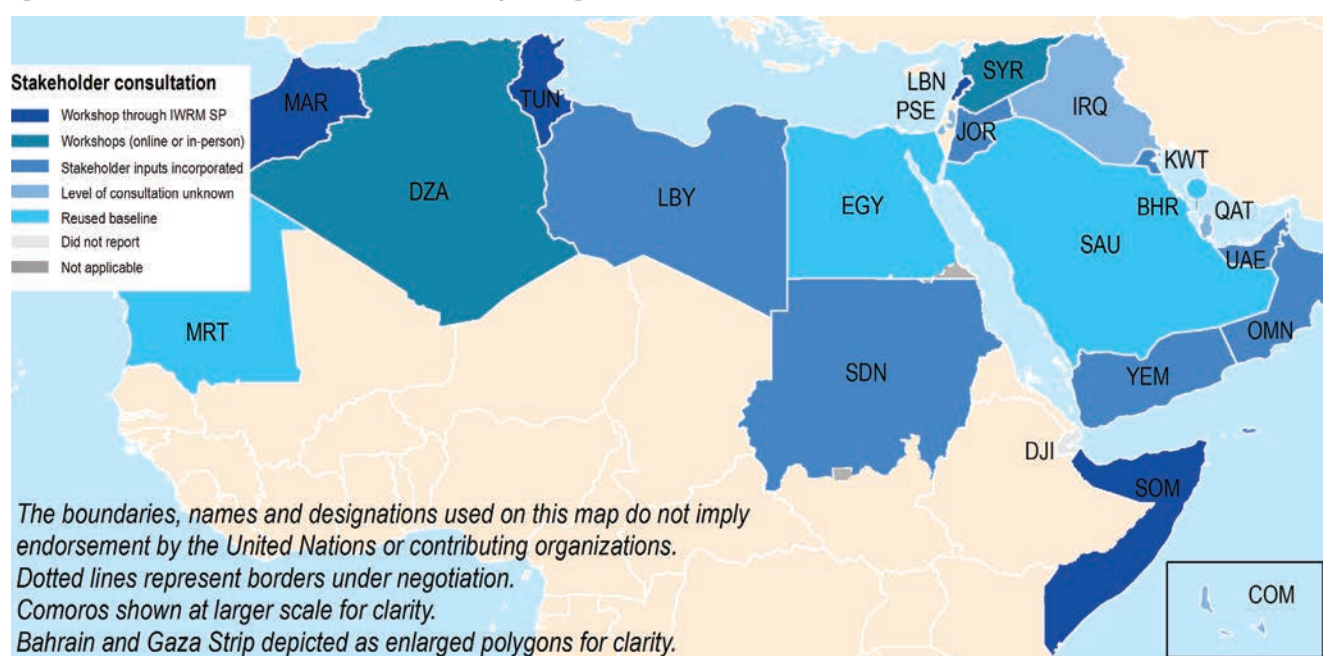 Stakeholder consultation
Workshop through IWRM SP
Workshops (online or in-person)
Stakeholder inputs incorporated
Level of consultation unknown
Reused baseline
Did not report
Not applicable
MAR
DZA
TUN
LBY
EGY
LBN
PSE
SYR
JOR
IRQ
KWT
BHR
QAT
SAU
UAE
OMN
YEM
MRT
SDN
DJI
SOM
COM
The boundaries, names and designations used on this map do not imply
endorsement by the United Nations or contributing organizations.
Dotted lines represent borders under negotiation.
Comoros shown at larger scale for clarity.
Bahrain and Gaza Strip depicted as enlarged polygons for clarity.